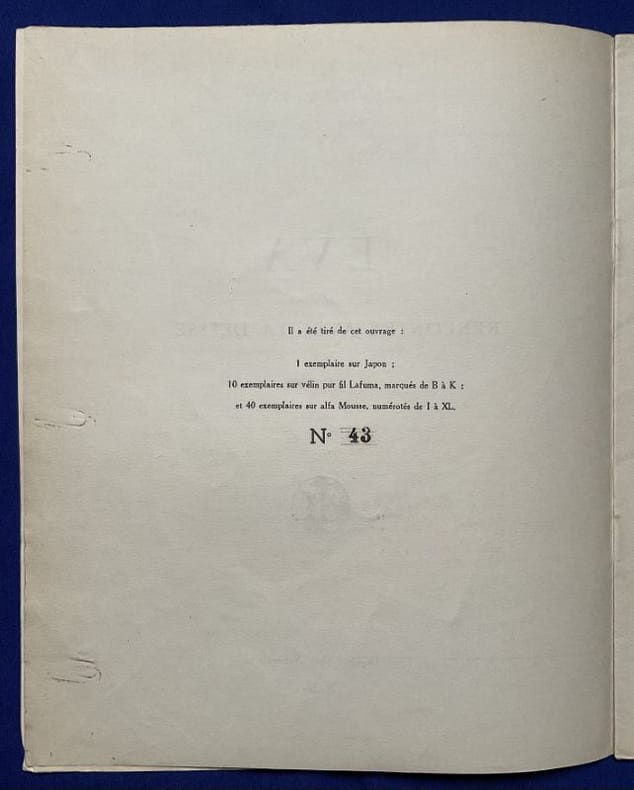 Il a été tiré de cet ouvrage :
1 exemplaire sur Japon ;
10 exemplaires sur vélin pur fil Lafuma, marqués de B à K ;
et 40 exemplaires sur alfa Mousse, numérotés de I à XL.
N° 43